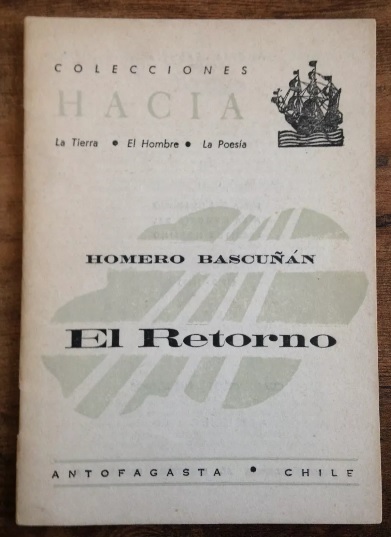 COLECCIONES
HACIA
La Tierra • El Hombre • La Poesía
HOMERO BASCUÑÁN
El Retorno
ANTOFAGASTA • CHILE